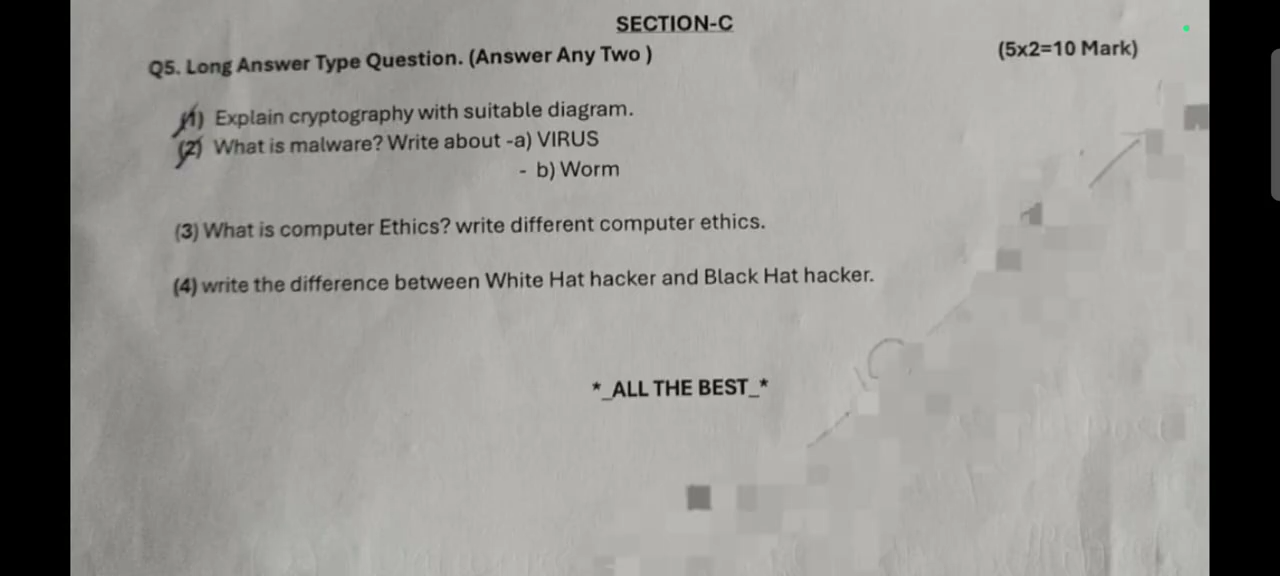 SECTION-C
Q5. Long Answer Type Question. (Answer Any Two ) (5x2=10 Mark)
(1) Explain cryptography with suitable diagram.
(2) What is malware? Write about -a) VIRUS
- b) Worm
(3) What is computer Ethics? write different computer ethics.
(4) write the difference between White Hat hacker and Black Hat hacker.
*_ALL THE BEST_*